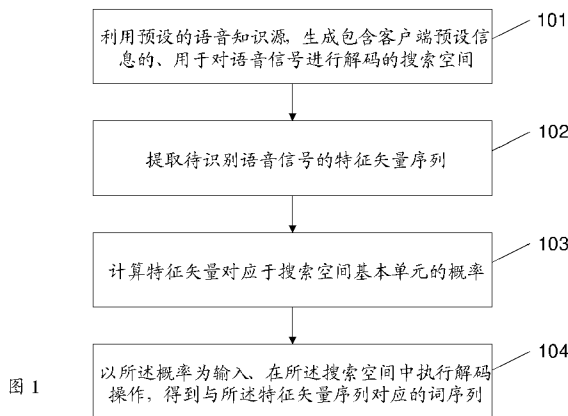 利用预设的语音知识源,生成包含客户端预设信
息的、用于对语音信号进行解码的搜索空间
101
提取待识别语音信号的特征矢量序列
102
计算特征矢量对应于搜索空间基本单元的概率
103
以所述概率为输入、在所述搜索空间中执行解码
操作,得到与所述特征矢量序列对应的词序列
104
图 1